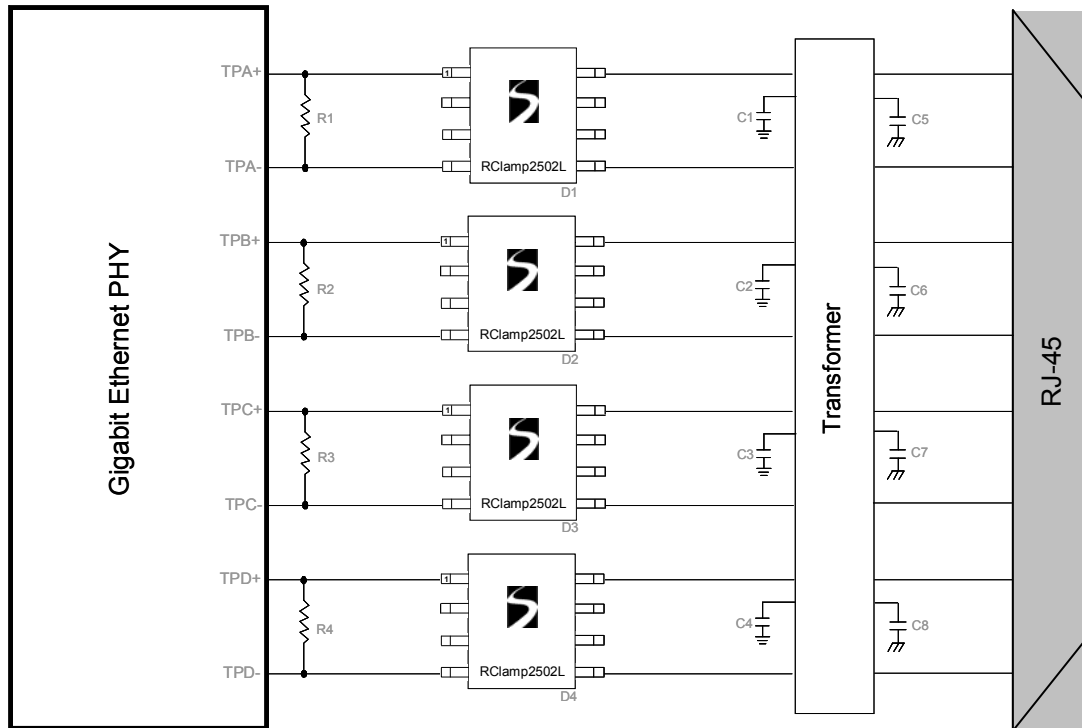 Gigabit Ethernet PHY
TPA+
R1
TPA-
1
RClamp2502L
D1
C1
C5
TPB+
R2
TPB-
1
RClamp2502L
D2
C2
C6
TPC+
R3
TPC-
1
RClamp2502L
D3
C3
C7
TPD+
R4
TPD-
1
RClamp2502L
D4
C4
C8
Transformer
RJ-45